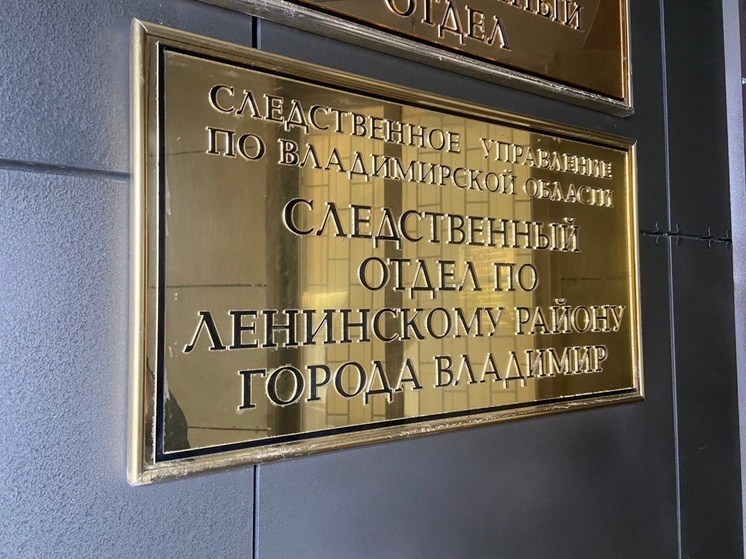 ОТДЕЛ
СЛЕДСТВЕННОЕ УПРАВЛЕНИЕ
ПО ВЛАДИМИРСКОЙ ОБЛАСТИ
СЛЕДСТВЕННЫЙ
ОТДЕЛ ПО
ЛЕНИНСКОМУ РАЙОНУ
ГОРОДА ВЛАДИМИР